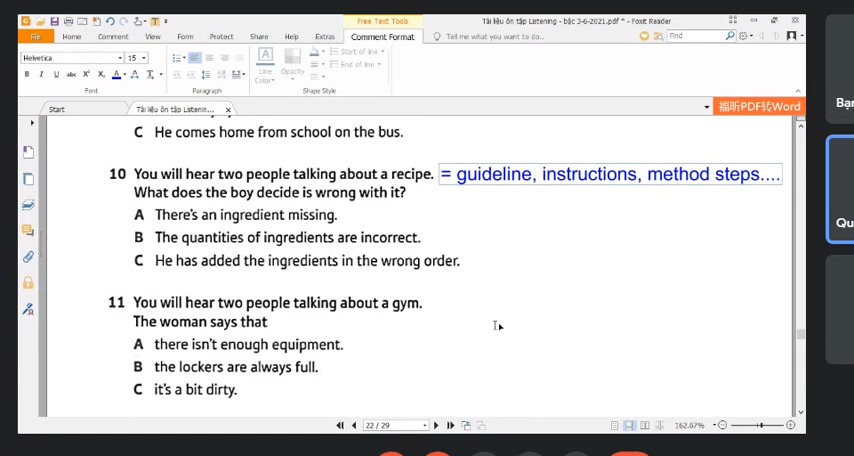 Free Text Tools
Tài liệu ôn tập Listening - bậc 3-6-2021.pdf * - Foxit Reader
File Home Comment View Form Protect Share Help Extras Comment Format Tell me what you want to do... Find
Helvetica 15
Start of line
End of line
Line Color
Opacity
B I U abc X² X₂ A T
Font Paragraph Shape Style
Start Tài liệu ôn tập Listenin... 福昕PDF转Word
C He comes home from school on the bus.
10 You will hear two people talking about a recipe. = guideline, instructions, method steps....
What does the boy decide is wrong with it?
A There's an ingredient missing.
B The quantities of ingredients are incorrect.
C He has added the ingredients in the wrong order.
11 You will hear two people talking about a gym.
The woman says that
A there isn't enough equipment.
B the lockers are always full.
C it's a bit dirty.
22 / 29 162.67%
Bạ
Qu